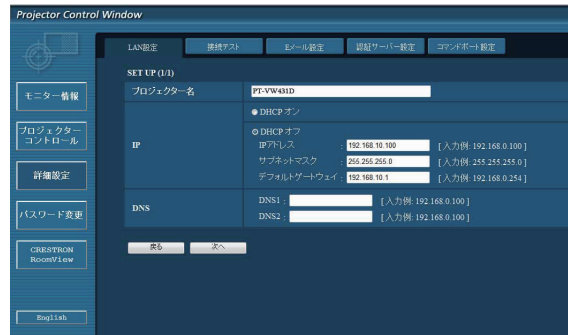 Projector Control Window
LAN設定 接続テスト Eメール設定 認証サーバー設定 コマンドポート設定
SET UP (1/1)
モニター情報
プロジェクター名 PT-VW431D
プロジェクター
コントロール
DHCP オン
IP
DHCP オフ
IPアドレス : 192.168.10.100 [入力例: 192.168.0.100 ]
サブネットマスク : 255.255.255.0 [入力例: 255.255.255.0 ]
デフォルトゲートウェイ : 192.168.10.1 [入力例: 192.168.0.254 ]
詳細設定
パスワード変更
DNS
DNS1 : [入力例: 192.168.0.100 ]
DNS2 : [入力例: 192.168.0.100 ]
戻る 次へ
CRESTRON
RoomView
English